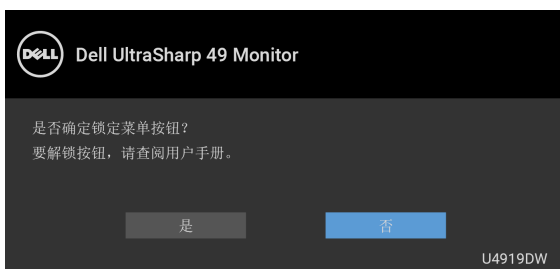 DELL
Dell UltraSharp 49 Monitor
是否确定锁定菜单按钮?
要解锁按钮，请查阅用户手册。
是
否
U4919DW